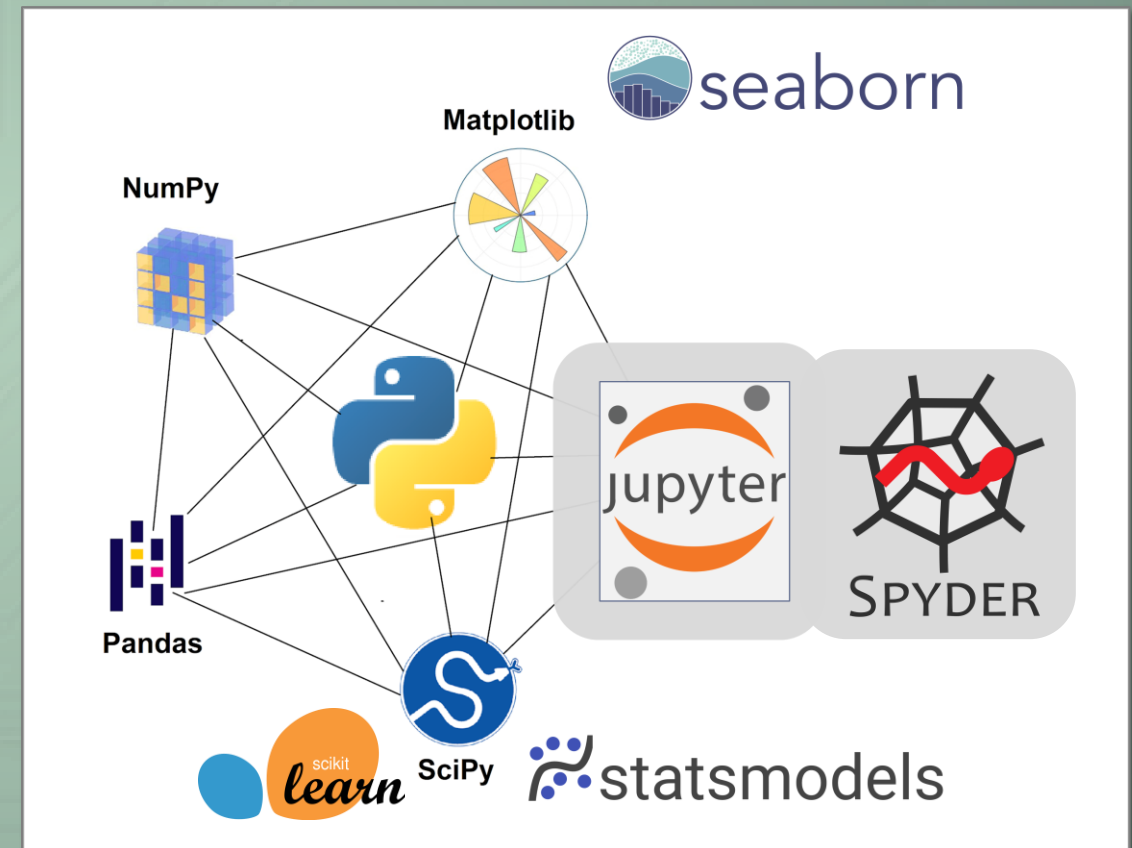 seaborn
Matplotlib
NumPy
jupyter
SPYDER
Pandas
scikit
learn
SciPy
statsmodels